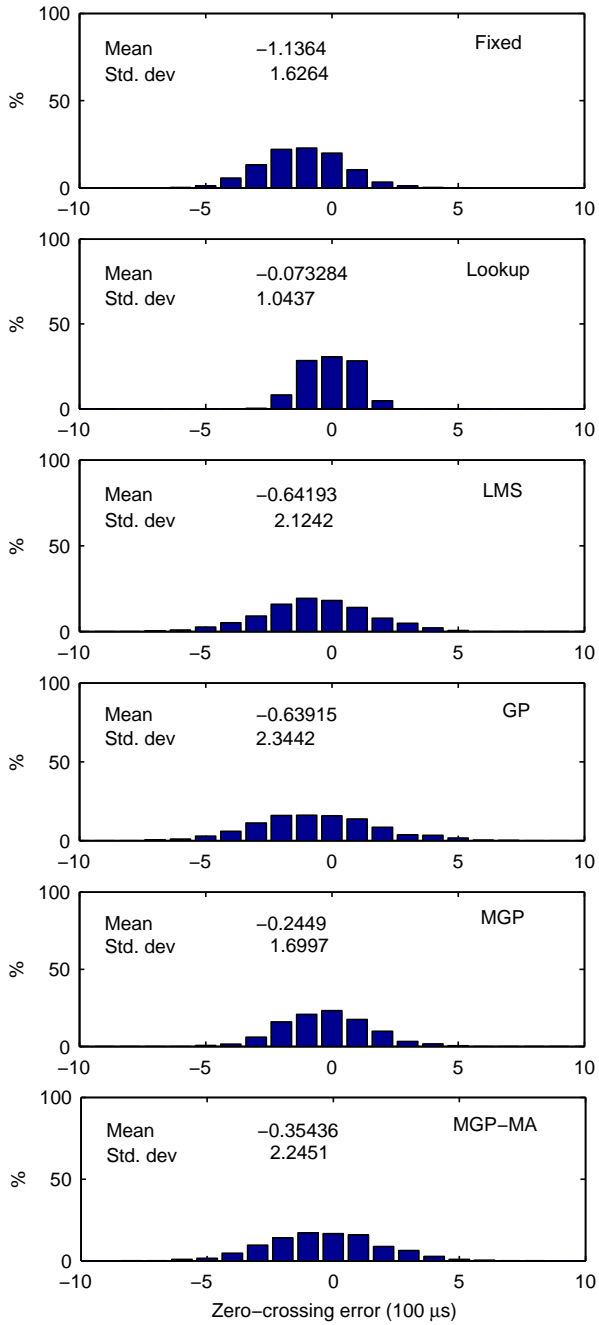 100
Mean −1.1364 Fixed
Std. dev 1.6264
%
50
0
−10 −5 0 5 10
100
Mean −0.073284 Lookup
Std. dev 1.0437
%
50
0
−10 −5 0 5 10
100
Mean −0.64193 LMS
Std. dev 2.1242
%
50
0
−10 −5 0 5 10
100
Mean −0.63915 GP
Std. dev 2.3442
%
50
0
−10 −5 0 5 10
100
Mean −0.2449 MGP
Std. dev 1.6997
%
50
0
−10 −5 0 5 10
100
Mean −0.35436 MGP−MA
Std. dev 2.2451
%
50
0
−10 −5 0 5 10
Zero−crossing error (100 μs)